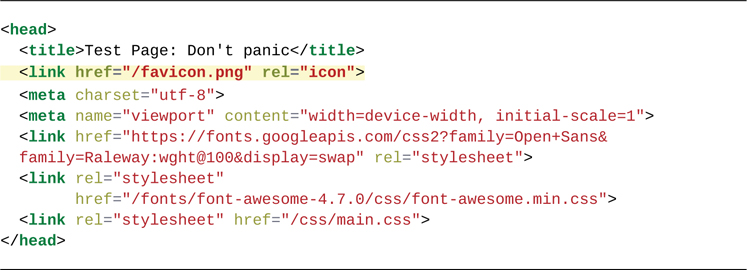 <head>
<title>Test Page: Don't panic</title>
<link href="/favicon.png" rel="icon">
<meta charset="utf-8">
<meta name="viewport" content="width=device-width, initial-scale=1">
<link href="https://fonts.googleapis.com/css2?family=Open+Sans&
family=Raleway:wght@100&display=swap" rel="stylesheet">
<link rel="stylesheet"
href="/fonts/font-awesome-4.7.0/css/font-awesome.min.css">
<link rel="stylesheet" href="/css/main.css">
</head>